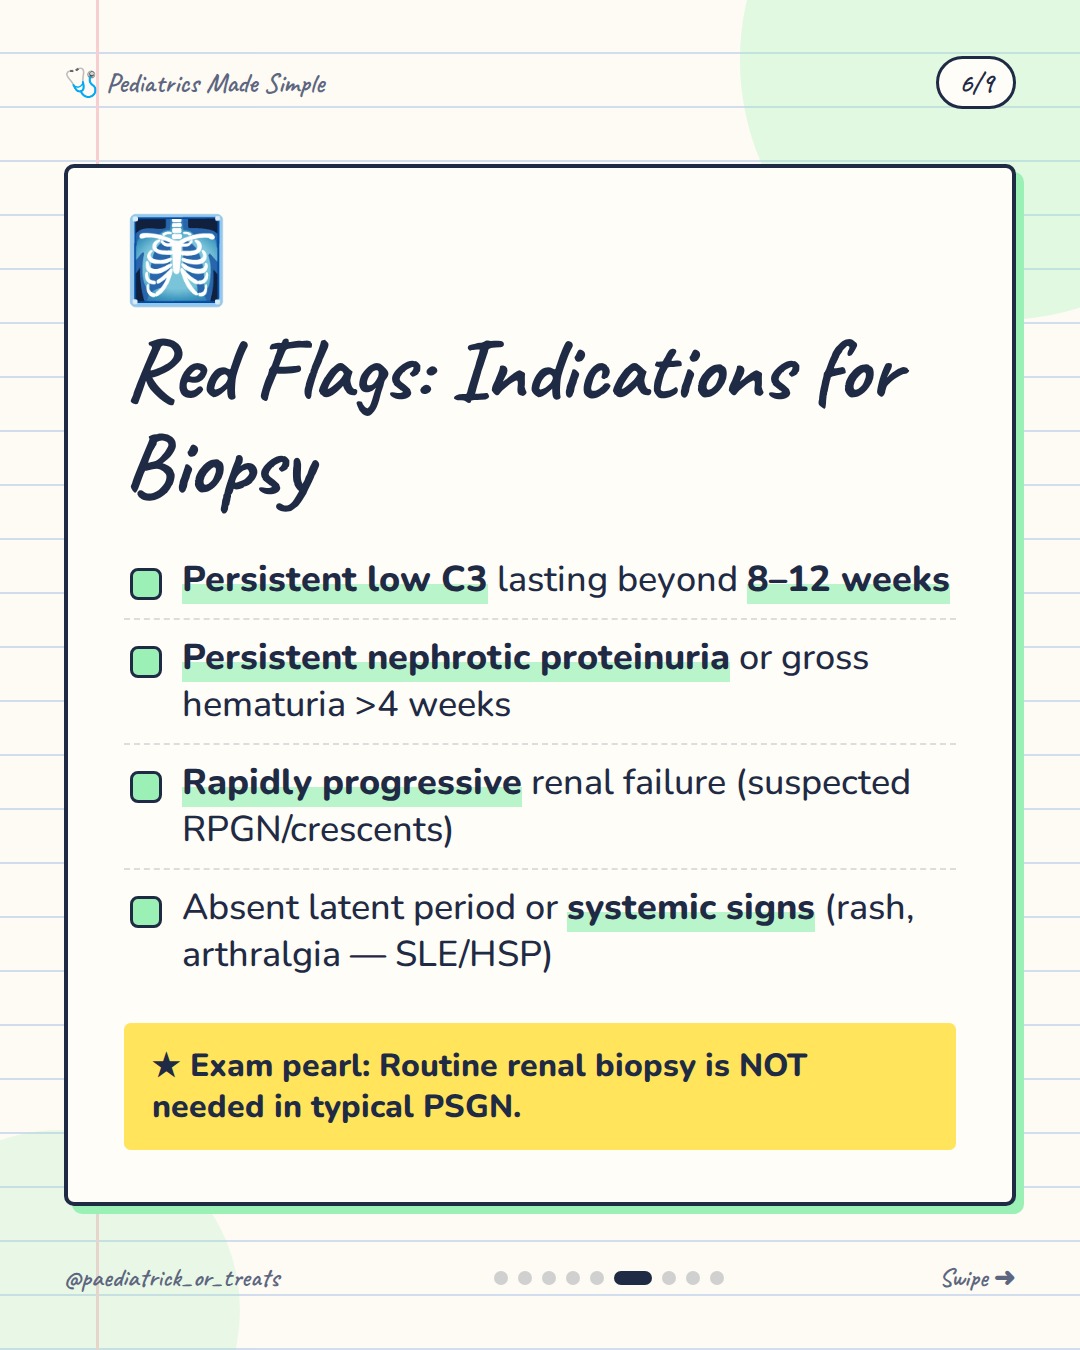 Pediatrics Made Simple
6/9
Red Flags: Indications for
Biopsy
Persistent low C3 lasting beyond 8–12 weeks
Persistent nephrotic proteinuria or gross
hematuria >4 weeks
Rapidly progressive renal failure (suspected
RPGN/crescents)
Absent latent period or systemic signs (rash,
arthralgia — SLE/HSP)
★ Exam pearl: Routine renal biopsy is NOT
needed in typical PSGN.
@paediatrick_or_treats
Swipe ➜